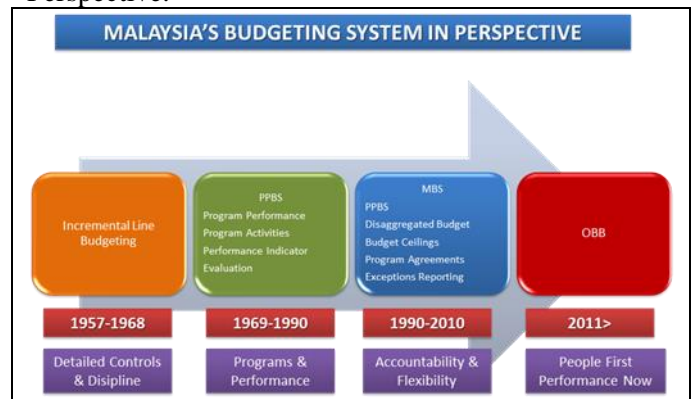 Perspective.
MALAYSIA'S BUDGETING SYSTEM IN PERSPECTIVE
Incremental Line
Budgeting
PPBS
Program Performance
Program Activities
Performance Indicator
Evaluation
MBS
PPBS
Disaggregated Budget
Budget Ceilings
Program Agreements
Exceptions Reporting
OBB
1957-1968
1969-1990
1990-2010
2011>
Detailed Controls
& Disipline
Programs &
Performance
Accountability &
Flexibility
People First
Performance Now